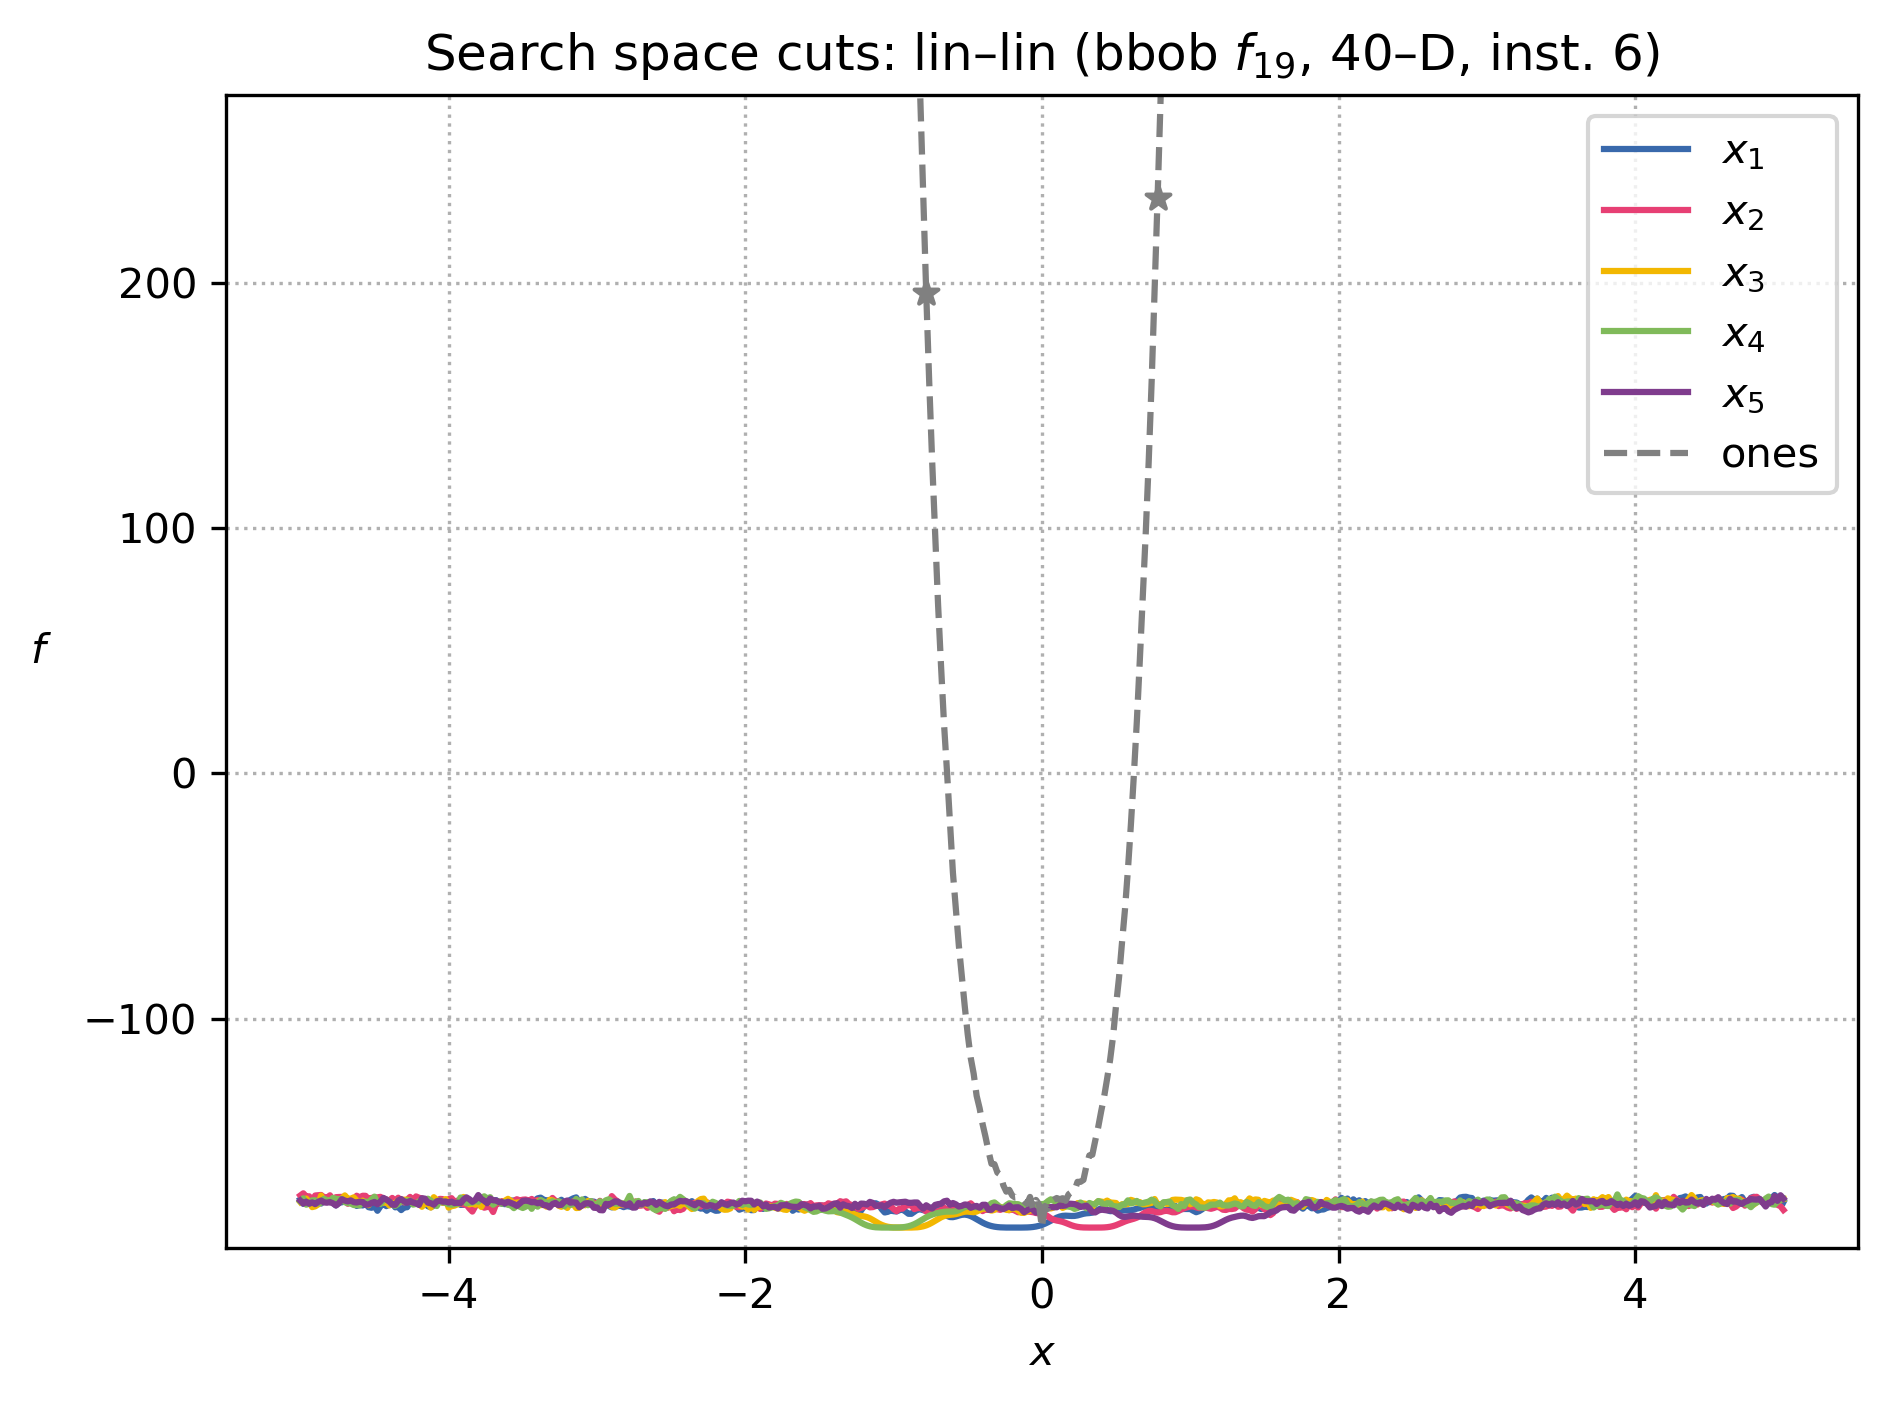 Search space cuts: lin–lin (bbob f19, 40–D, inst. 6)
x1
x2
x3
x4
x5
ones
200
100
0
−100
f
−4
−2
0
2
4
x